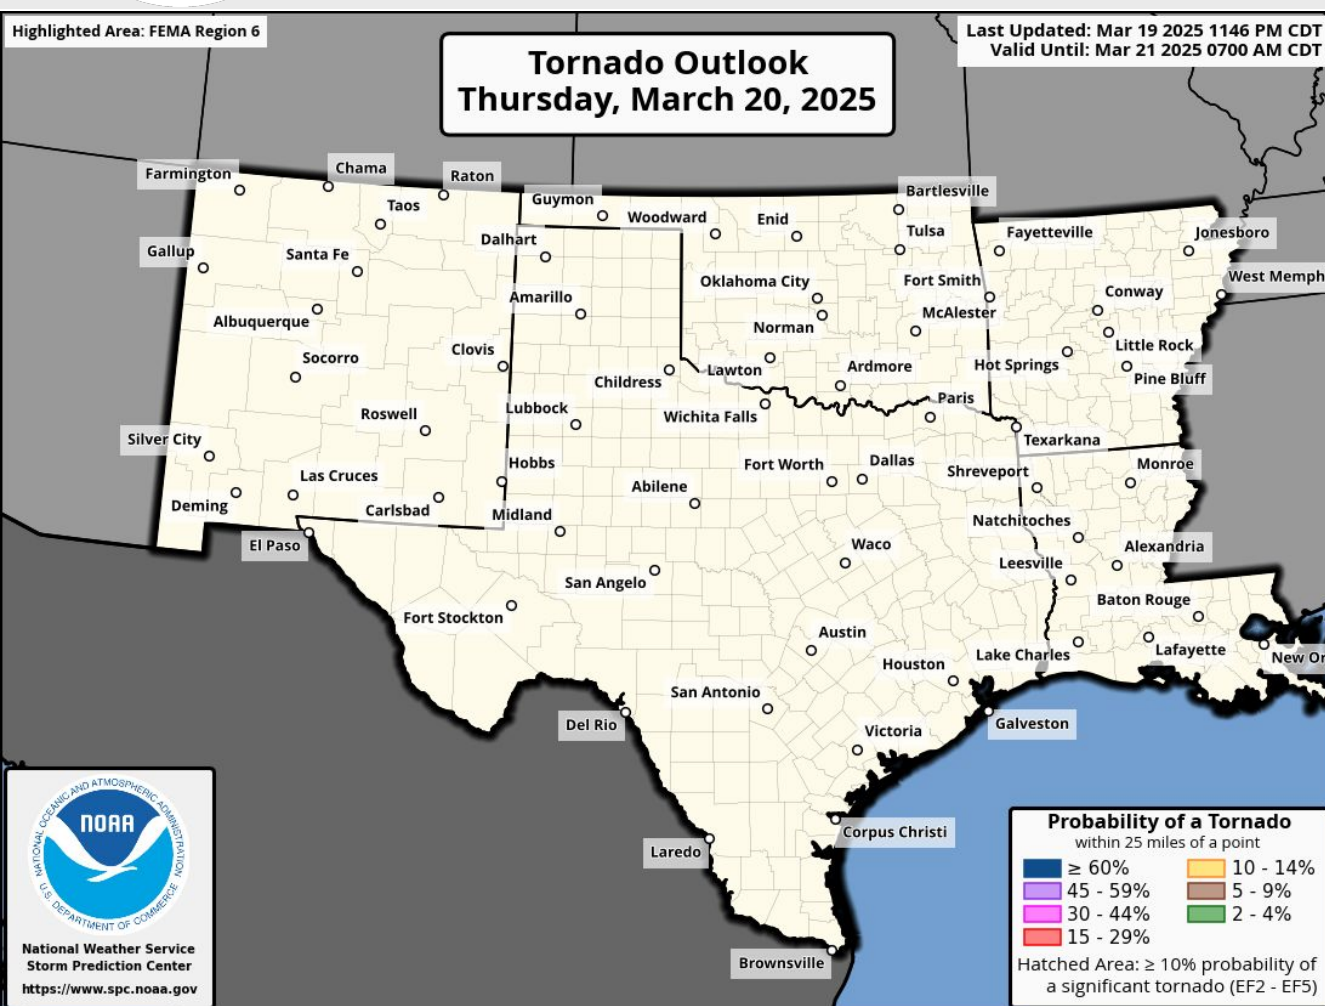 Highlighted Area: FEMA Region 6
Last Updated: Mar 19 2025 1146 PM CDT
Valid Until: Mar 21 2025 0700 AM CDT
Tornado Outlook
Thursday, March 20, 2025
Farmington
Chama
Raton
Guymon
Bartlesville
Taos
Woodward
Enid
Tulsa
Fayetteville
Jonesboro
Gallup
Santa Fe
Dalhart
Oklahoma City
Fort Smith
West Memph
Albuquerque
Amarillo
Norman
McAlester
Conway
Socorro
Clovis
Childress
Lawton
Ardmore
Hot Springs
Little Rock
Pine Bluff
Roswell
Lubbock
Wichita Falls
Paris
Silver City
Texarkana
Las Cruces
Hobbs
Fort Worth
Dallas
Shreveport
Monroe
Deming
Carlsbad
Midland
Abilene
Natchitoches
El Paso
Waco
Alexandria
San Angelo
Leesville
Fort Stockton
Baton Rouge
Austin
Lake Charles
Lafayette
New Or
Houston
San Antonio
Del Rio
Victoria
Galveston
Corpus Christi
Laredo
Brownsville
NATIONAL OCEANIC AND ATMOSPHERIC ADMINISTRATION
NOAA
U.S. DEPARTMENT OF COMMERCE
National Weather Service
Storm Prediction Center
https://www.spc.noaa.gov
Probability of a Tornado
within 25 miles of a point
≥ 60%
10 - 14%
45 - 59%
5 - 9%
30 - 44%
2 - 4%
15 - 29%
Hatched Area: ≥ 10% probability of
a significant tornado (EF2 - EF5)